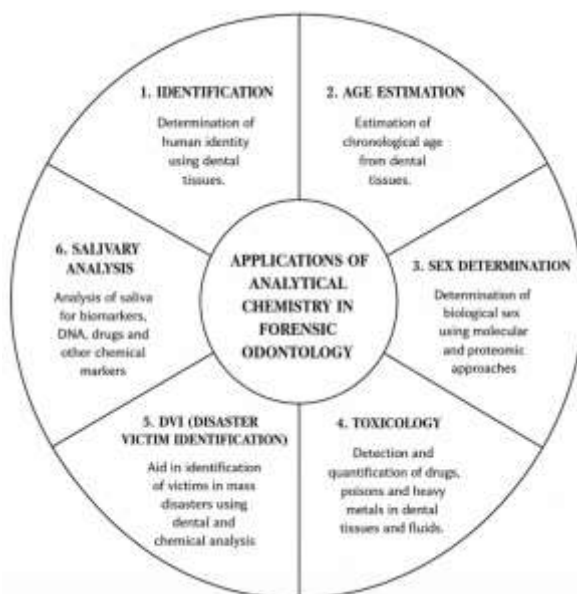 1. IDENTIFICATION
Determination of
human identity
using dental
tissues.
2. AGE ESTIMATION
Estimation of
chronological age
from dental
tissues.
3. SEX DETERMINATION
Determination of
biological sex
using molecular
and proteomic
approaches
4. TOXICOLOGY
Detection and
quantification of drugs,
poisons and heavy
metals in dental
tissues and fluids.
5. DVI (DISASTER
VICTIM IDENTIFICATION)
Aid in identification
of victims in mass
disasters using
dental and
chemical analysis
6. SALIVARY
ANALYSIS
Analysis of saliva
for biomarkers,
DNA, drugs and
other chemical
markers
APPLICATIONS OF
ANALYTICAL
CHEMISTRY IN
FORENSIC
ODONTOLOGY